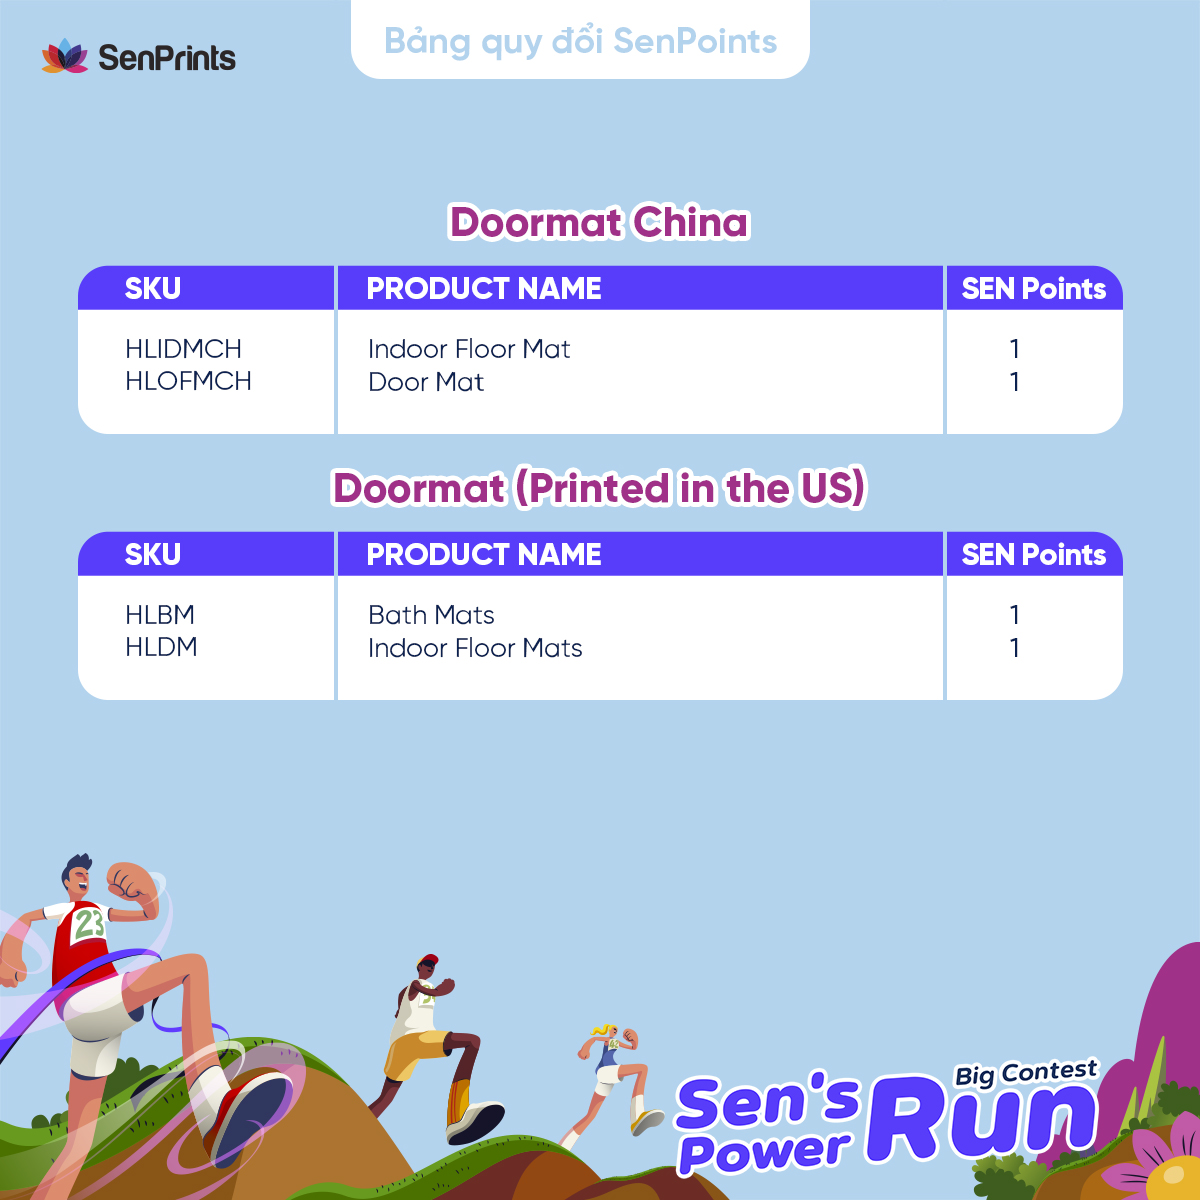 SenPrints
Bảng quy đổi SenPoints
Doormat China
SKU PRODUCT NAME SEN Points
HLIDMCH Indoor Floor Mat 1
HLOFMCH Door Mat 1
Doormat (Printed in the US)
SKU PRODUCT NAME SEN Points
HLBM Bath Mats 1
HLDM Indoor Floor Mats 1
23
Big Contest
Sen's
Power Run